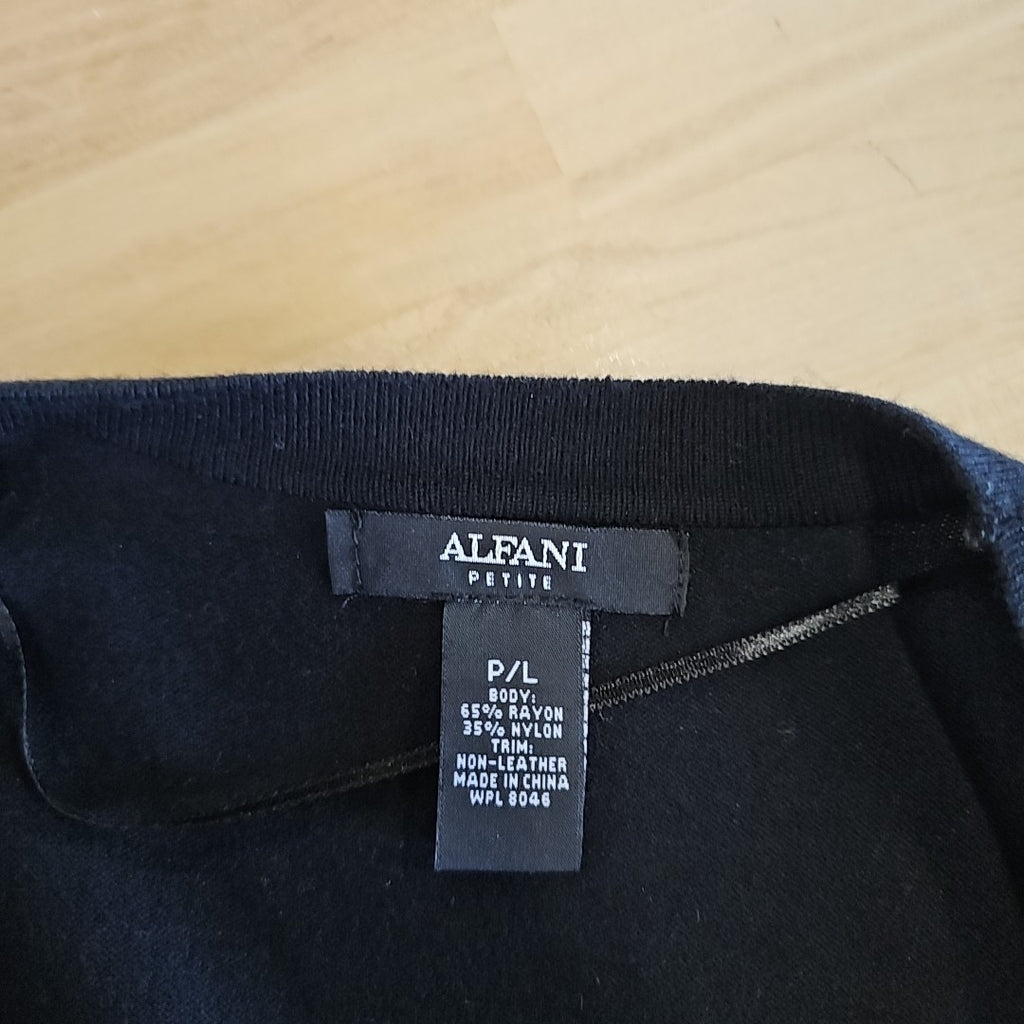 ALFANI
PETITE
P/L
BODY:
65% RAYON
35% NYLON
TRIM:
NON-LEATHER
MADE IN CHINA
WPL 8046